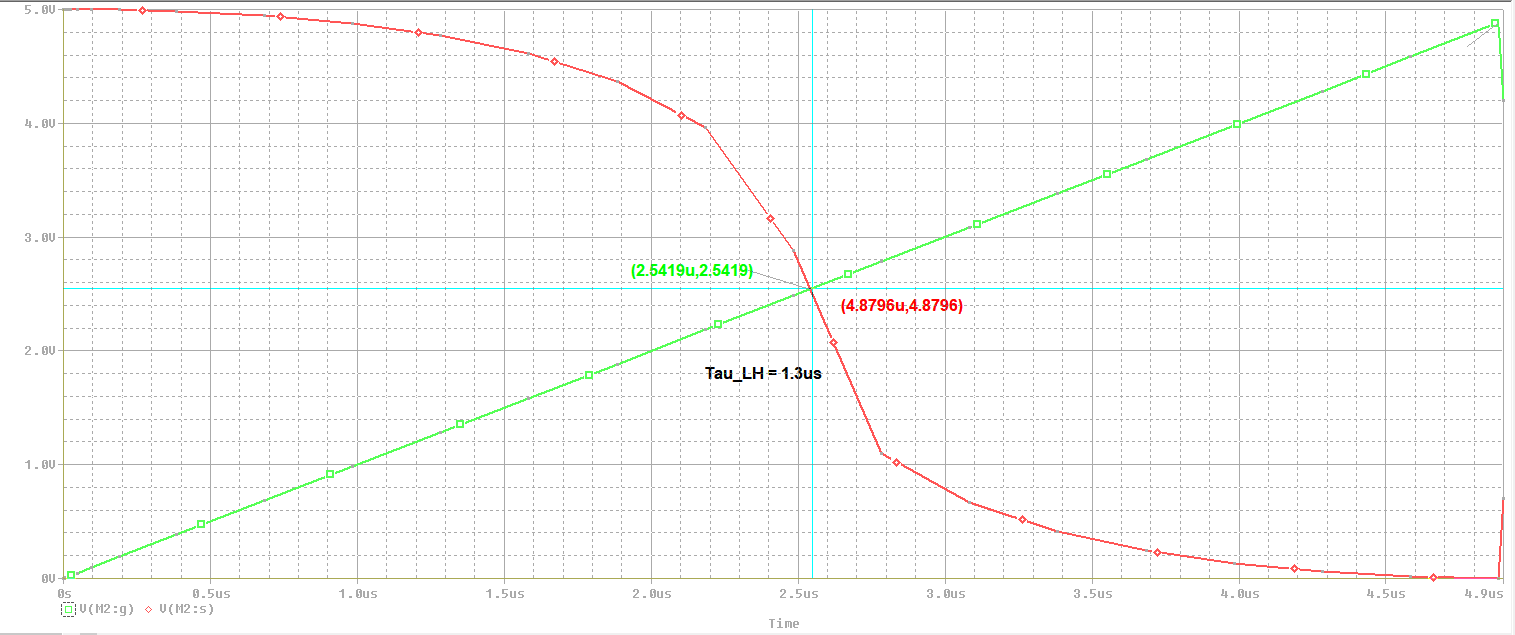 5.0V
4.0V
3.0V
(2.5419u,2.5419)
(4.8796u,4.8796)
2.0V
Tau_LH = 1.3us
1.0V
0V
0s 0.5us 1.0us 1.5us 2.0us 2.5us 3.0us 3.5us 4.0us 4.5us 4.9us
V(M2:g) V(M2:s)
Time